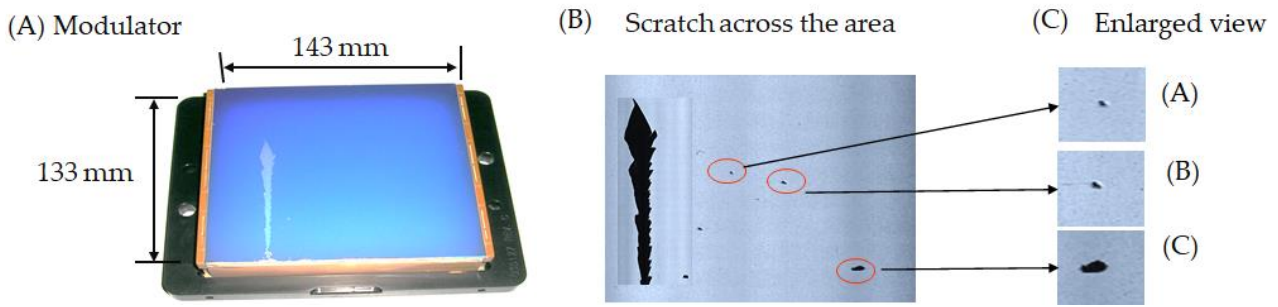 (A) Modulator
143 mm
133 mm
(B) Scratch across the area
(C) Enlarged view
(A)
(B)
(C)